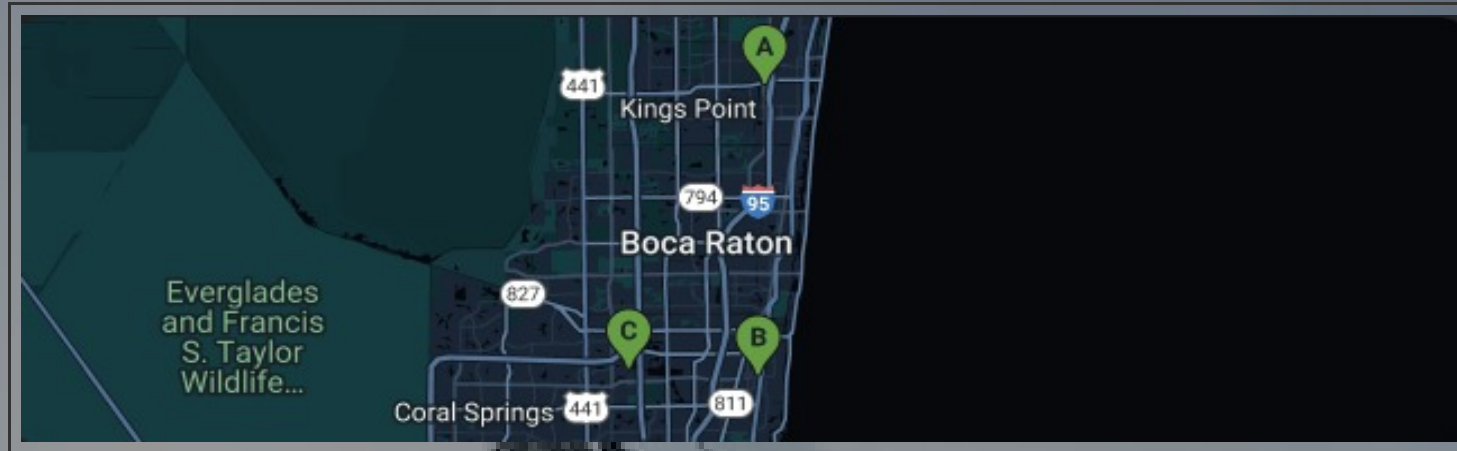 A
441
Kings Point
794
95
Boca Raton
Everglades
and Francis
S. Taylor
Wildlife...
827
C
B
Coral Springs
441
811